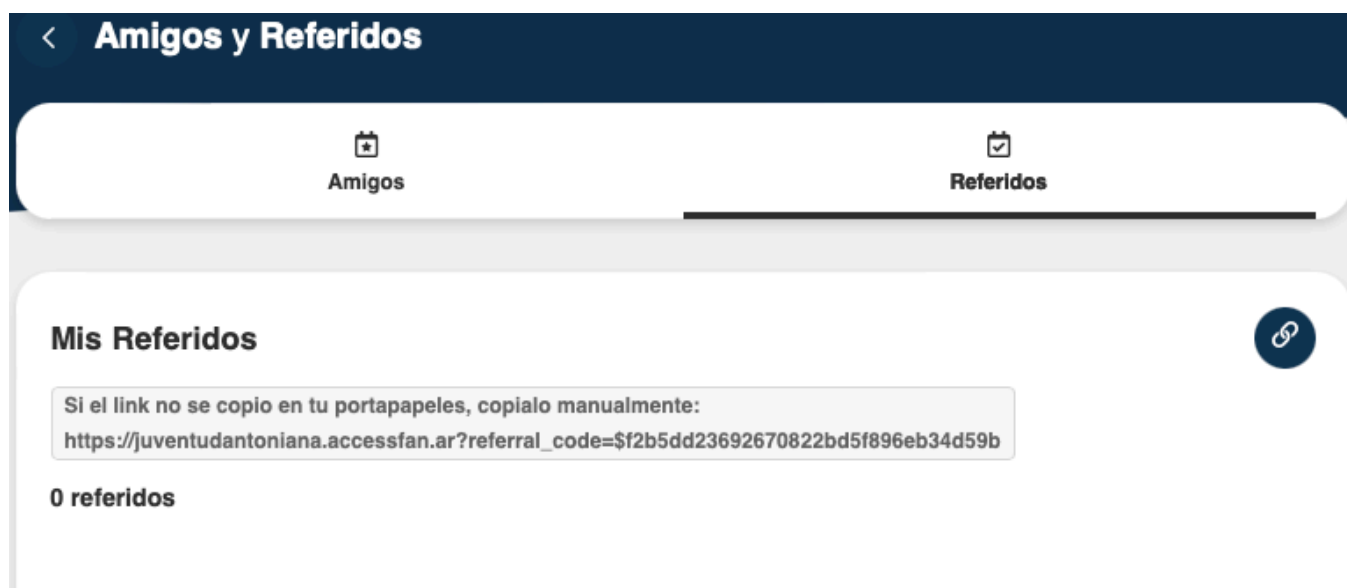 Amigos y Referidos
Amigos
Referidos
Mis Referidos
Si el link no se copio en tu portapapeles, copialo manualmente:
https://juventudantoniana.accessfan.ar?referral_code=$f2b5dd23692670822bd5f896eb34d59b
0 referidos